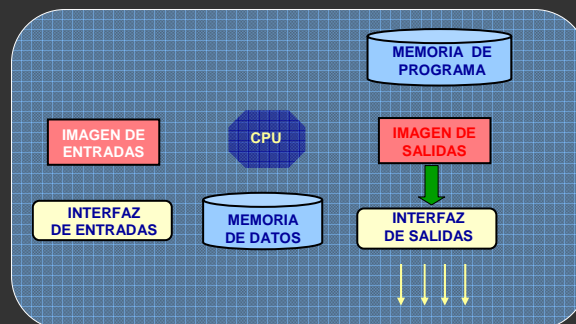 MEMORIA DE
PROGRAMA
IMAGEN DE
ENTRADAS
CPU
IMAGEN DE
SALIDAS
INTERFAZ
DE ENTRADAS
MEMORIA
DE DATOS
INTERFAZ
DE SALIDAS